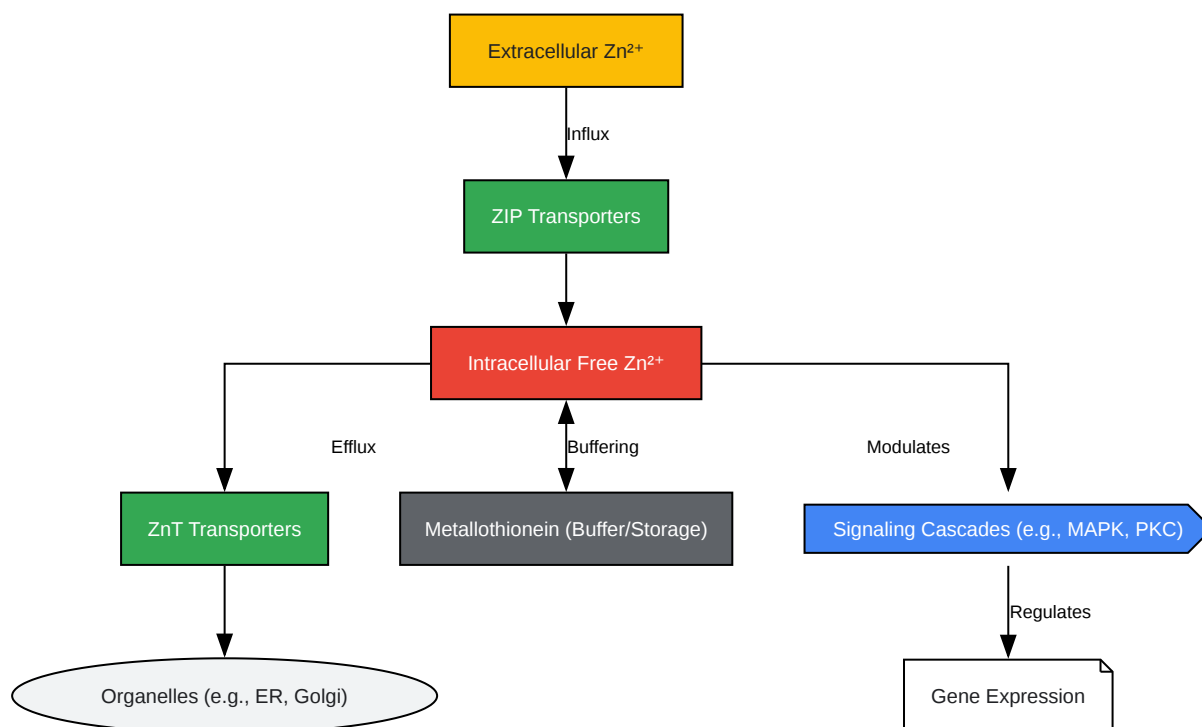 Extracellular Zn²⁺
Influx
ZIP Transporters
Intracellular Free Zn²⁺
Efflux
Buffering
Modulates
ZnT Transporters
Metallothionein (Buffer/Storage)
Signaling Cascades (e.g., MAPK, PKC)
Regulates
Organelles (e.g., ER, Golgi)
Gene Expression